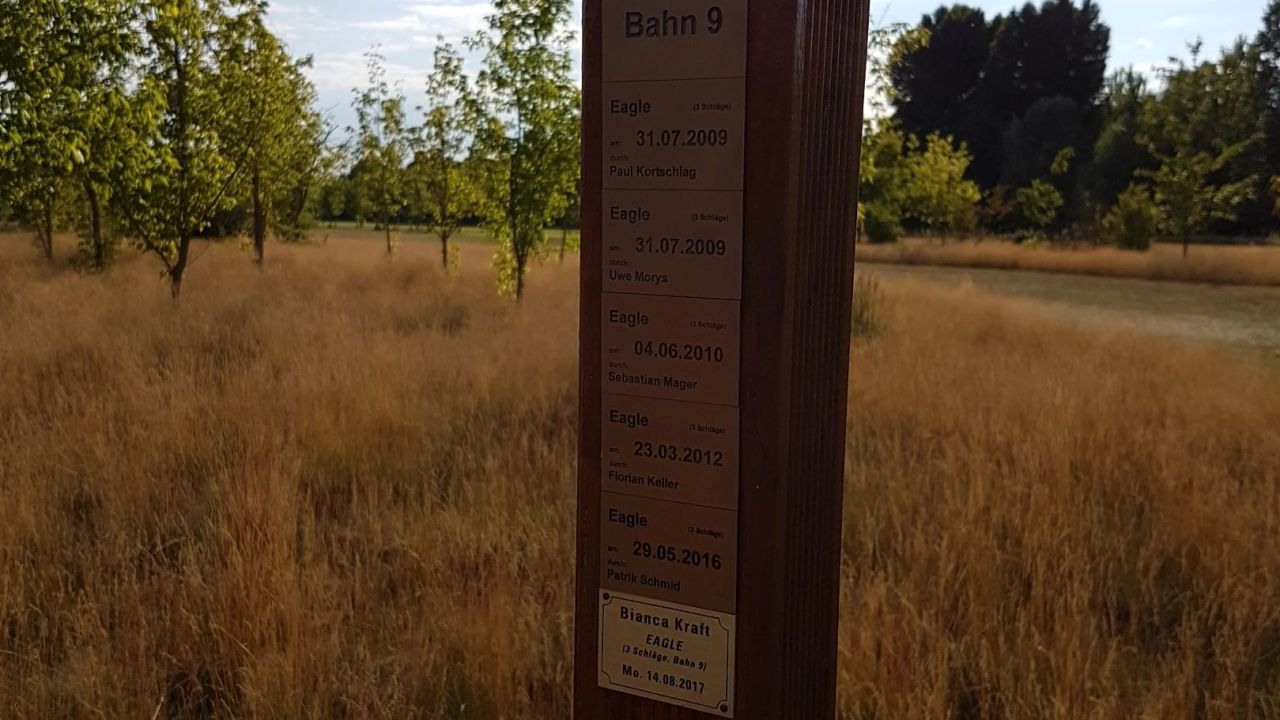 Bahn 9
Eagle (3 Schläge)
am: 31.07.2009
durch:
Paul Kortschlag
Eagle (3 Schläge)
am: 31.07.2009
durch:
Uwe Morys
Eagle (3 Schläge)
am: 04.06.2010
durch:
Sebastian Mager
Eagle (3 Schläge)
am: 23.03.2012
durch:
Florian Keller
Eagle (3 Schläge)
am: 29.05.2016
durch:
Patrik Schmid
Bianca Kraft
EAGLE
(3 Schläge, Bahn 9)
Mo. 14.08.2017